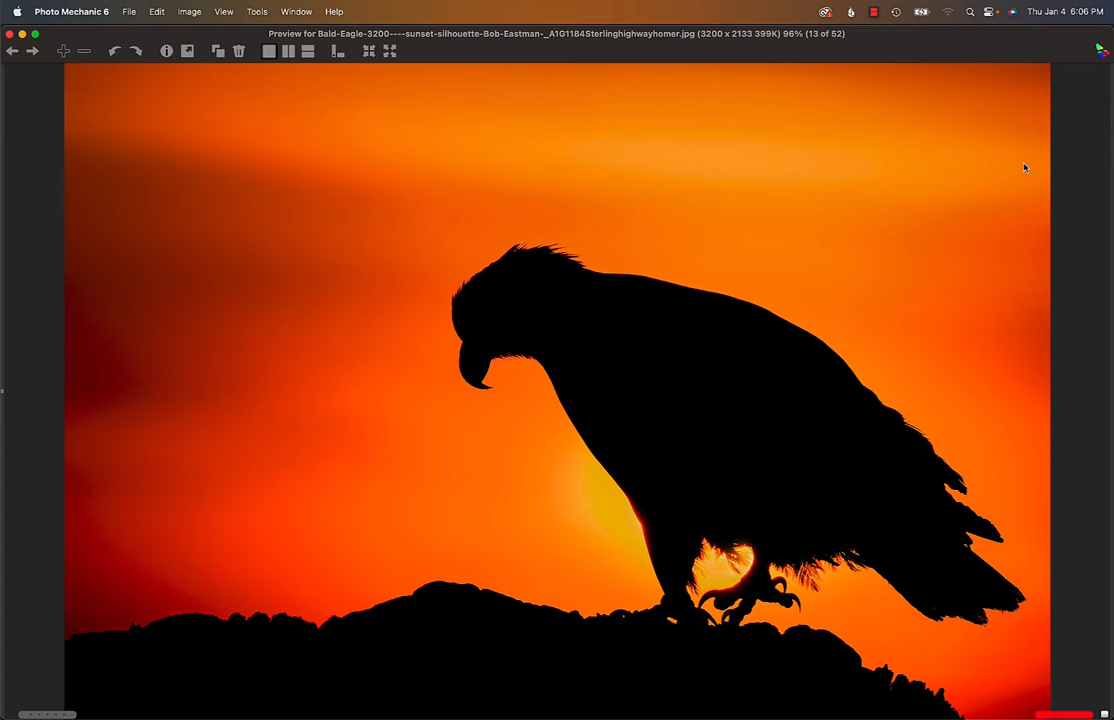 Photo Mechanic 6 File Edit Image View Tools Window Help Thu Jan 4 6:06 PM
Preview for Bald-Eagle-3200----sunset-silhouette-Bob-Eastman-_A1G1184Sterlinghighwayhomer.jpg (3200 x 2133 399K) 96% (13 of 52)